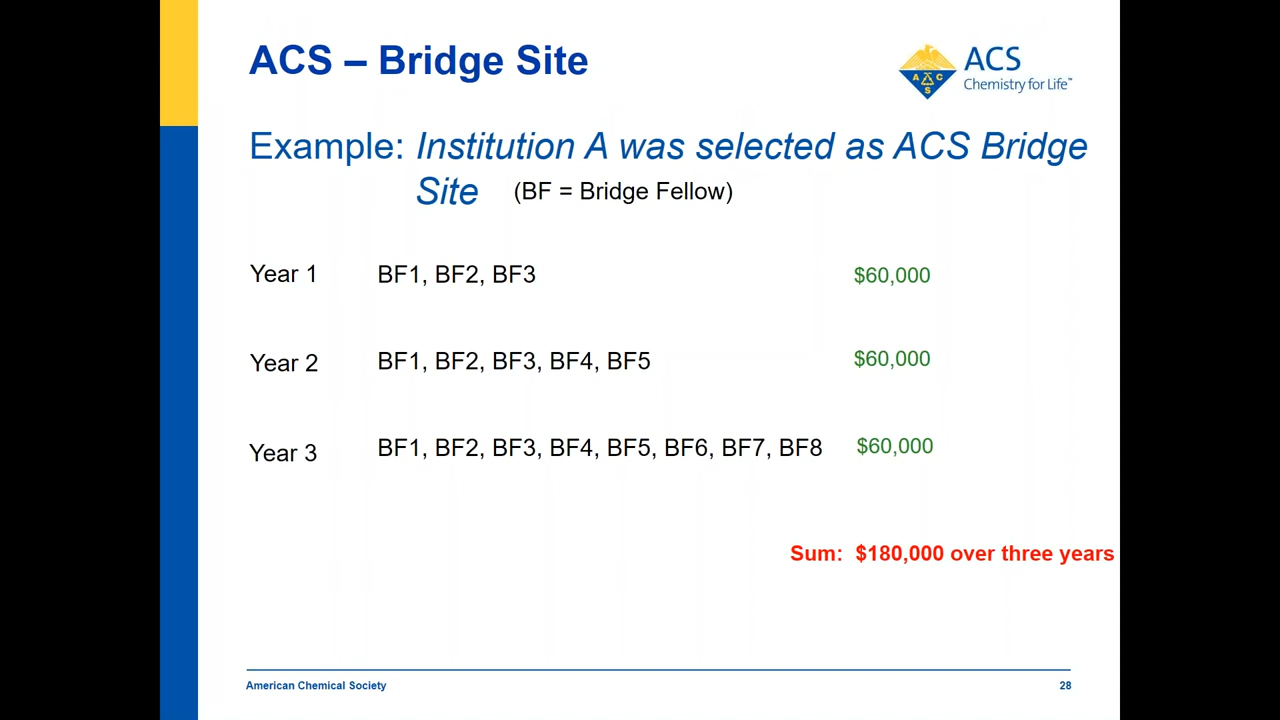 ACS – Bridge Site
ACS
Chemistry for Life™
A C S
Example: Institution A was selected as ACS Bridge
Site (BF = Bridge Fellow)
Year 1 BF1, BF2, BF3 $60,000
Year 2 BF1, BF2, BF3, BF4, BF5 $60,000
Year 3 BF1, BF2, BF3, BF4, BF5, BF6, BF7, BF8 $60,000
Sum: $180,000 over three years
American Chemical Society 28